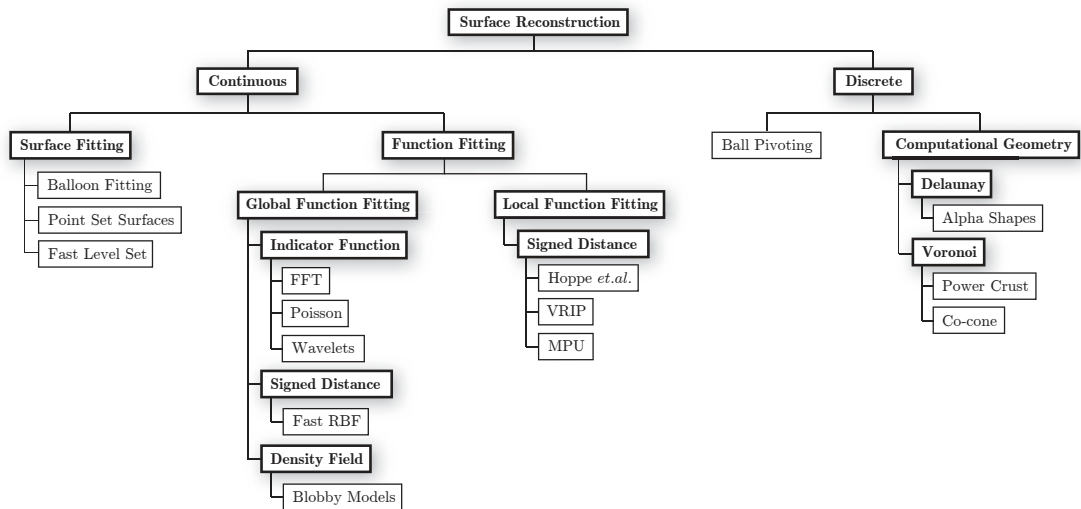 Surface Reconstruction
Continuous
Discrete
Surface Fitting
Function Fitting
Ball Pivoting
Computational Geometry
Balloon Fitting
Point Set Surfaces
Fast Level Set
Global Function Fitting
Local Function Fitting
Indicator Function
FFT
Poisson
Wavelets
Signed Distance
Fast RBF
Density Field
Blobby Models
Signed Distance
Hoppe et.al.
VRIP
MPU
Delaunay
Alpha Shapes
Voronoi
Power Crust
Co-cone